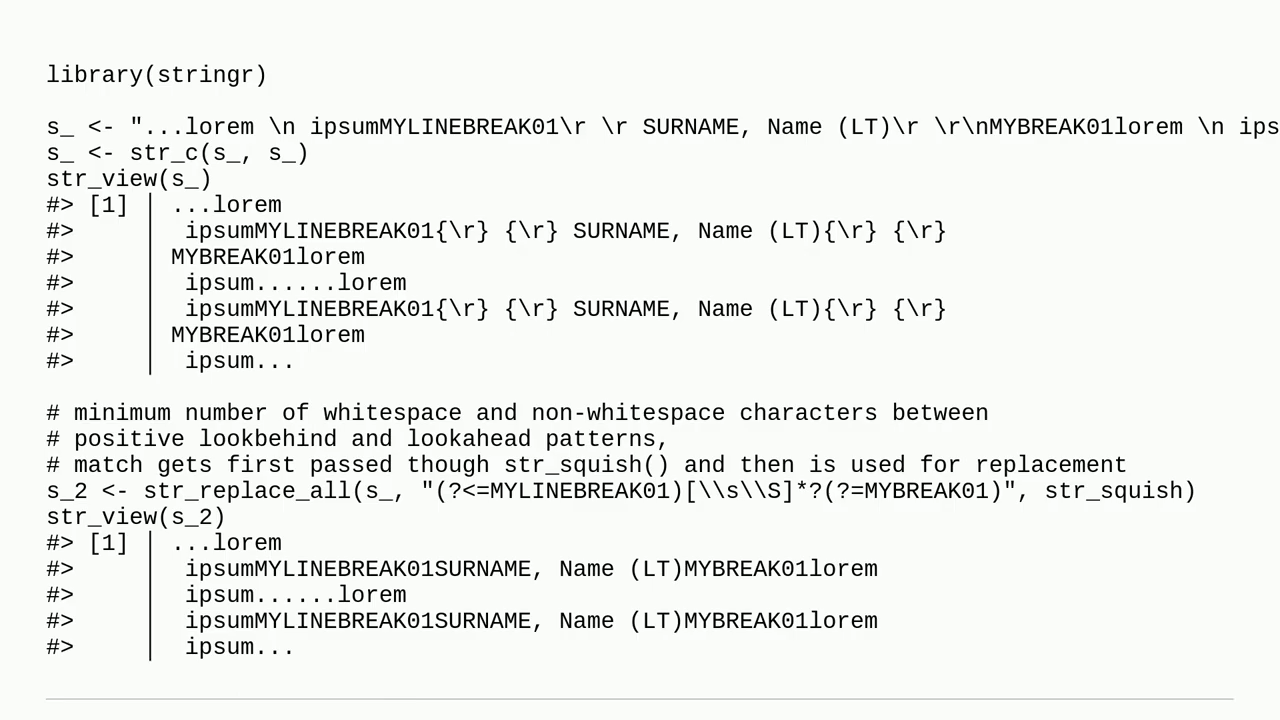 library(stringr)
s_ <- "...lorem \n ipsumMYLINEBREAK01\r \r SURNAME, Name (LT)\r \r\nMYBREAK01lorem \n ips
s_ <- str_c(s_, s_)
str_view(s_)
#> [1] │ ...lorem
#>     │  ipsumMYLINEBREAK01{\r} {\r} SURNAME, Name (LT){\r} {\r}
#>     │ MYBREAK01lorem
#>     │  ipsum......lorem
#>     │  ipsumMYLINEBREAK01{\r} {\r} SURNAME, Name (LT){\r} {\r}
#>     │ MYBREAK01lorem
#>     │  ipsum...
# minimum number of whitespace and non-whitespace characters between
# positive lookbehind and lookahead patterns,
# match gets first passed though str_squish() and then is used for replacement
s_2 <- str_replace_all(s_, "(?<=MYLINEBREAK01)[\\s\\S]*?(?=MYBREAK01)", str_squish)
str_view(s_2)
#> [1] │ ...lorem
#>     │  ipsumMYLINEBREAK01SURNAME, Name (LT)MYBREAK01lorem
#>     │  ipsum......lorem
#>     │  ipsumMYLINEBREAK01SURNAME, Name (LT)MYBREAK01lorem
#>     │  ipsum...